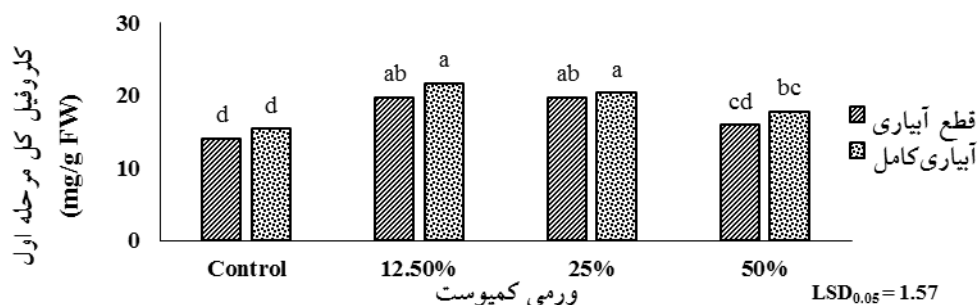 کلروفیل کل مرحله اول
(mg/g FW)
30
20
10
0
d
d
ab
a
ab
a
cd
bc
Control
12.50%
25%
50%
ورمی کمپوست
قطع آبیاری
آبیاری کامل
LSD0.05 = 1.57